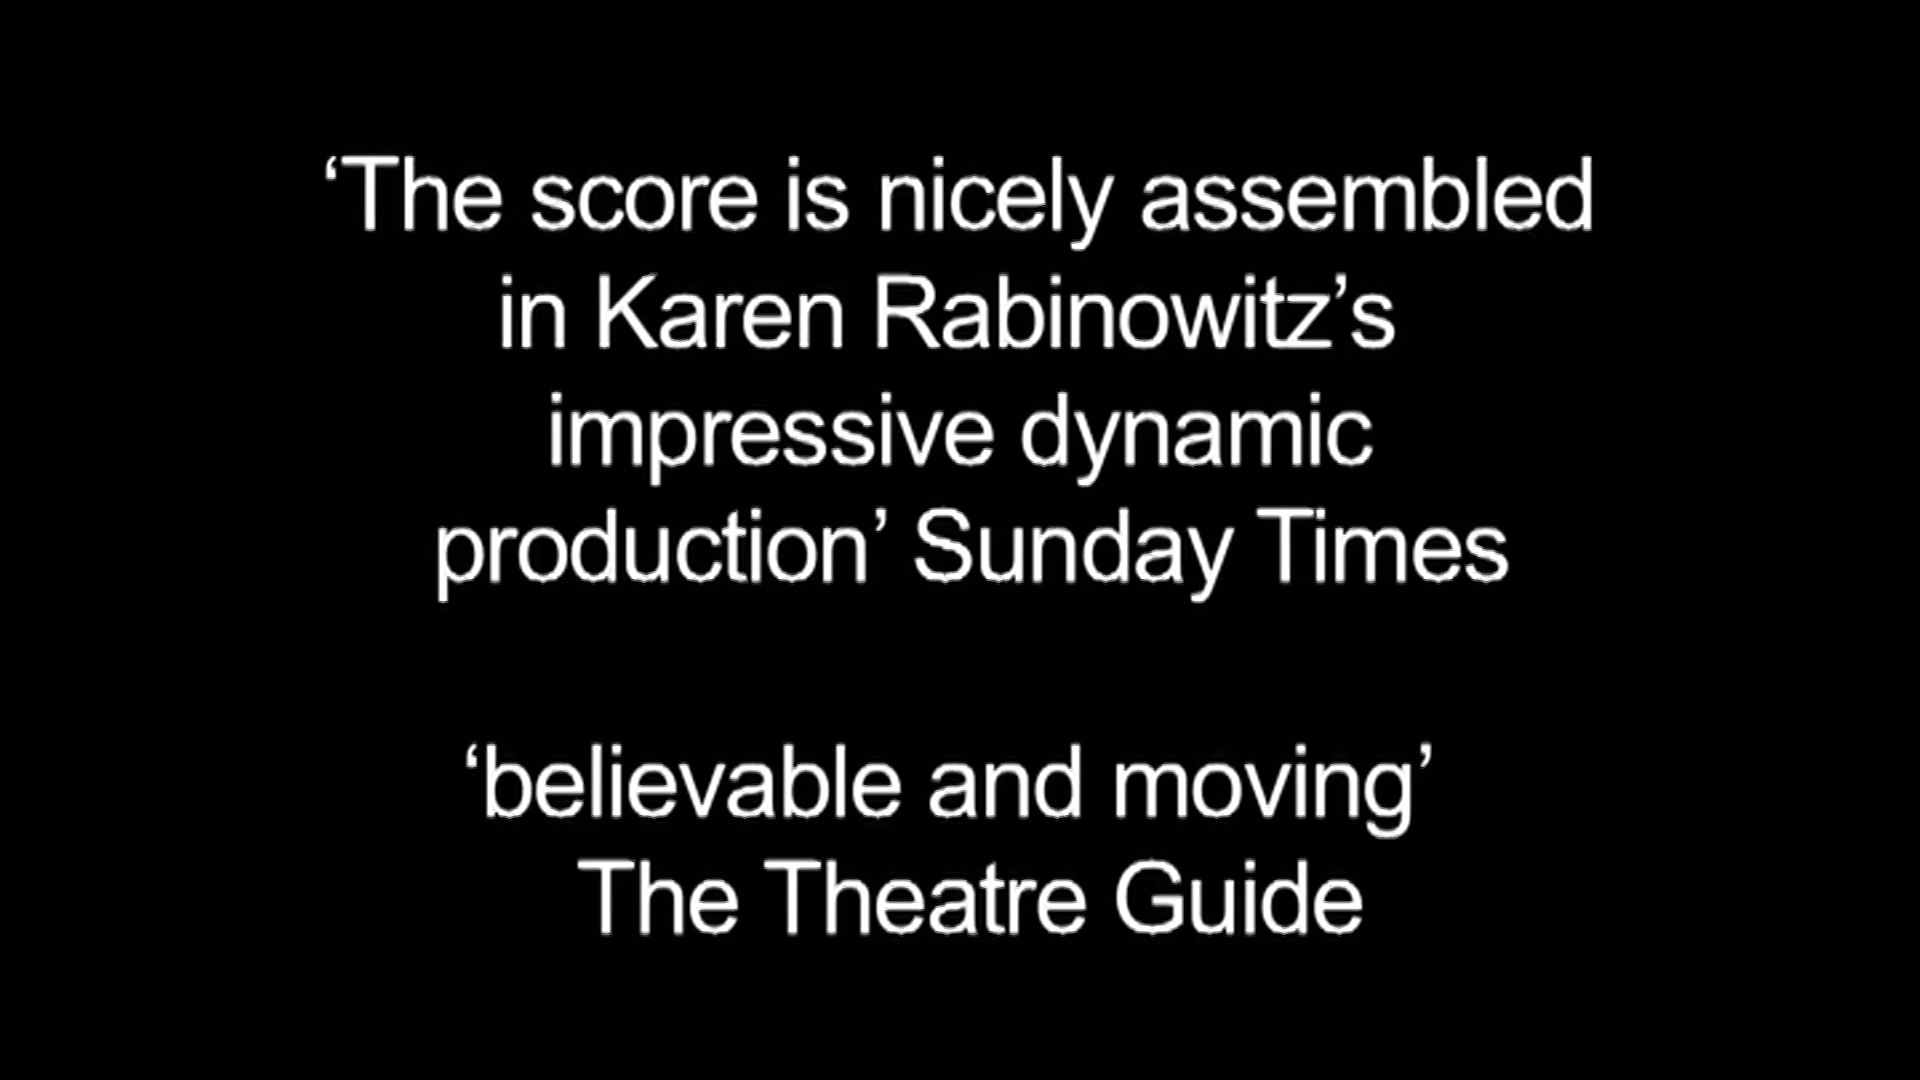 ‘The score is nicely assembled
in Karen Rabinowitz’s
impressive dynamic
production’ Sunday Times
‘believable and moving’
The Theatre Guide